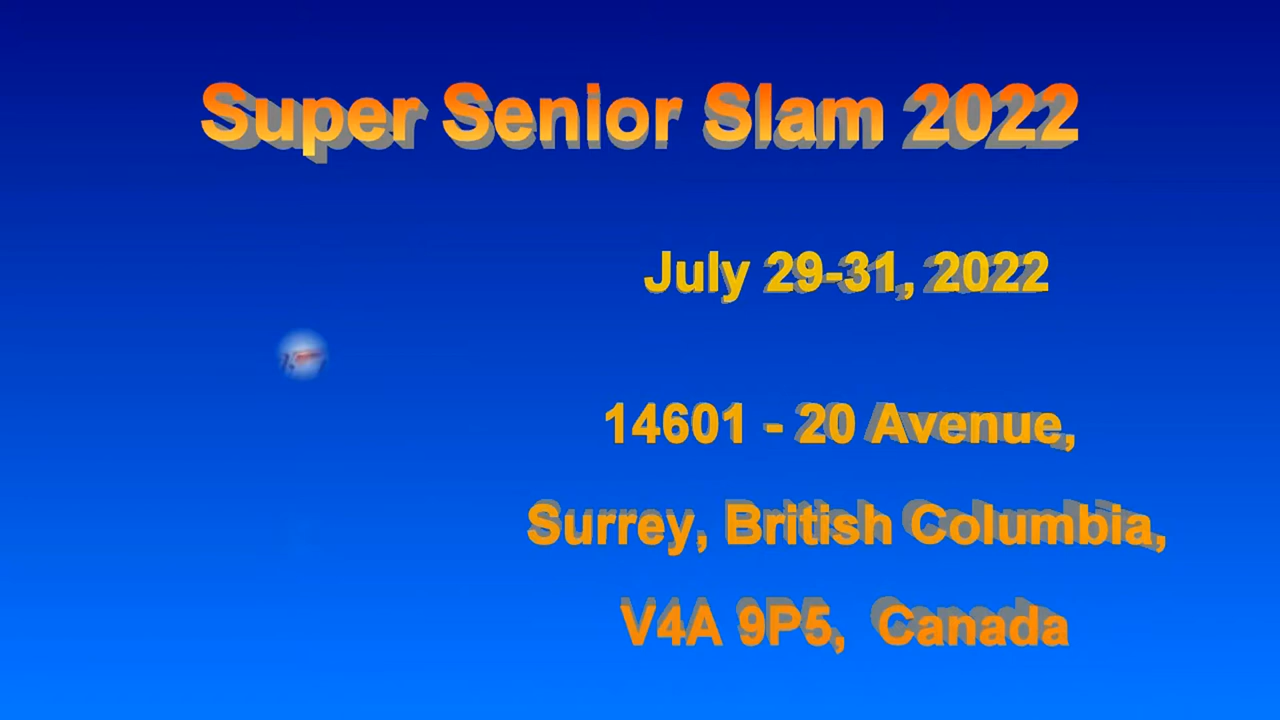 Super Senior Slam 2022
July 29-31, 2022
14601 - 20 Avenue,
Surrey, British Columbia,
V4A 9P5, Canada